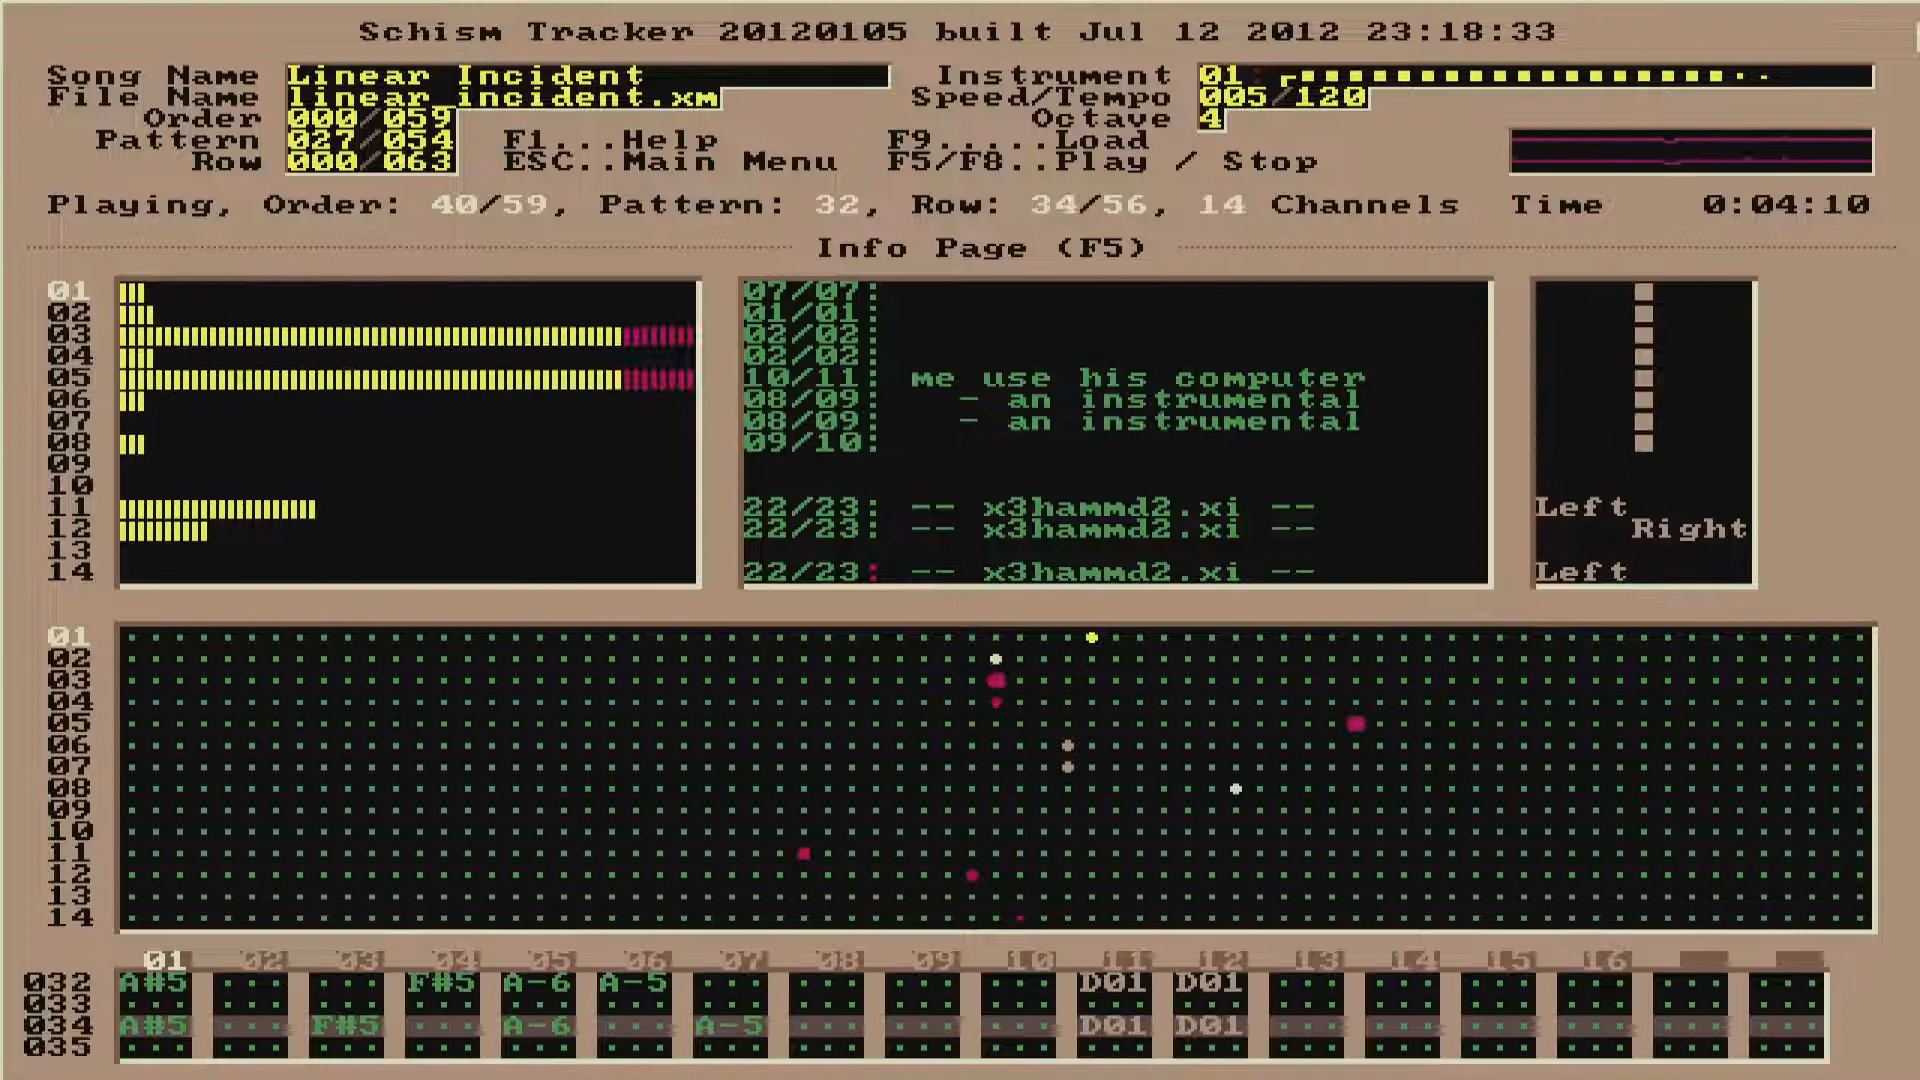 Schism Tracker 20120105 built Jul 12 2012 23:18:33
Song Name Linear Incident Instrument 01
File Name linear_incident.xm Speed/Tempo 005/120
Order 000/059 Octave 4
Pattern 027/054 F1...Help F9.....Load
Row 000/063 ESC..Main Menu F5/F8..Play / Stop
Playing, Order: 40/59, Pattern: 32, Row: 34/56, 14 Channels Time 0:04:10
Info Page (F5)
01 07/07:
02 01/01:
03 02/02:
04 02/02:
05 10/11: me use his computer
06 08/09: - an instrumental
07 08/09: - an instrumental
08 09/10:
09
10
11 22/23: -- x3hammd2.xi -- Left
12 22/23: -- x3hammd2.xi -- Right
13
14 22/23: -- x3hammd2.xi -- Left
01
02
03
04
05
06
07
08
09
10
11
12
13
14
01 02 03 04 05 06 07 08 09 10 11 12 13 14 15 16
032 A#5 ... ... F#5 A-6 A-5 ... ... ... ... D01 D01 ... ... ... ... ... ...
033 ... ... ... ... ... ... ... ... ... ... ... ... ... ... ... ... ... ...
034 A#5 ... F#5 ... A-6 ... A-5 ... ... ... D01 D01 ... ... ... ... ... ...
035 ... ... ... ... ... ... ... ... ... ... ... ... ... ... ... ... ... ...